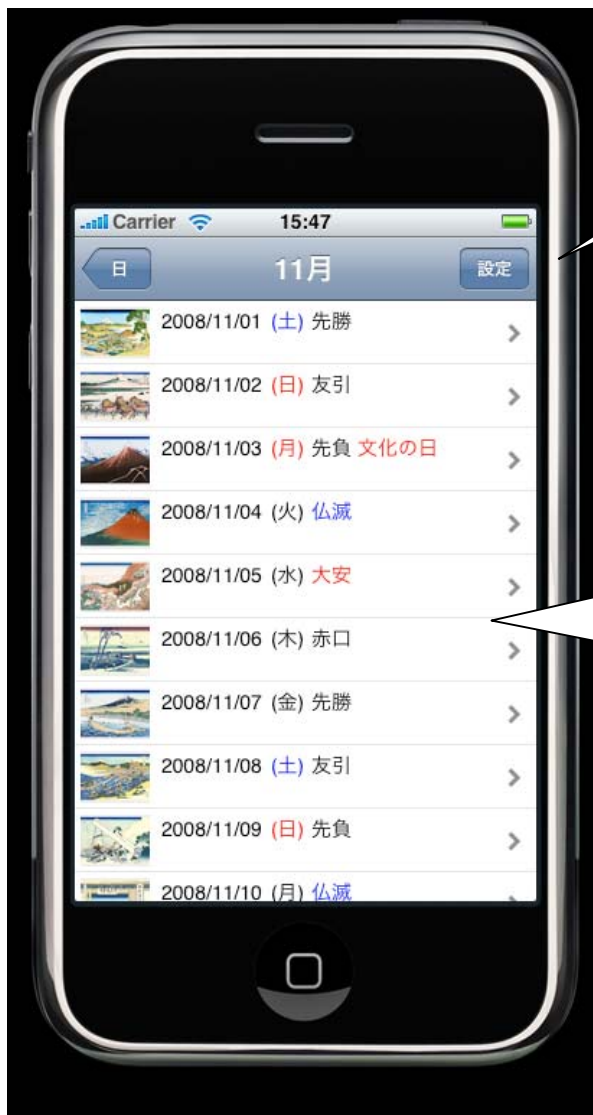 Carrier 15:47
日 11月 設定
2008/11/01 (土) 先勝
2008/11/02 (日) 友引
2008/11/03 (月) 先負 文化の日
2008/11/04 (火) 仏滅
2008/11/05 (水) 大安
2008/11/06 (木) 赤口
2008/11/07 (金) 先勝
2008/11/08 (土) 友引
2008/11/09 (日) 先負
2008/11/10 (月) 仏滅